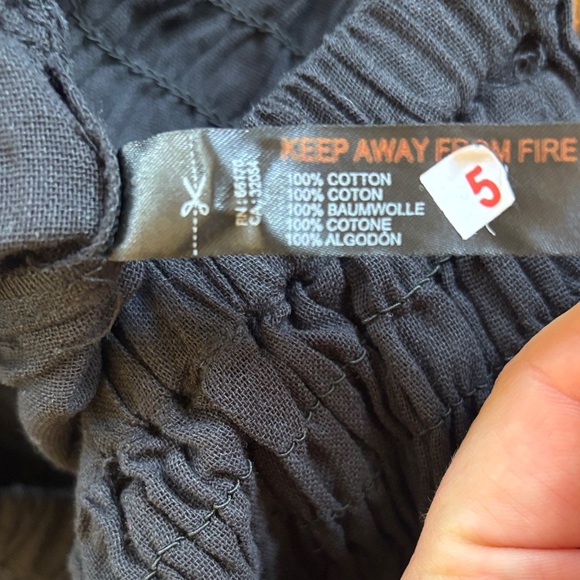 KEEP AWAY FROM FIRE
100% COTTON
100% COTON
100% BAUMWOLLE
100% COTONE
100% ALGODÓN
5